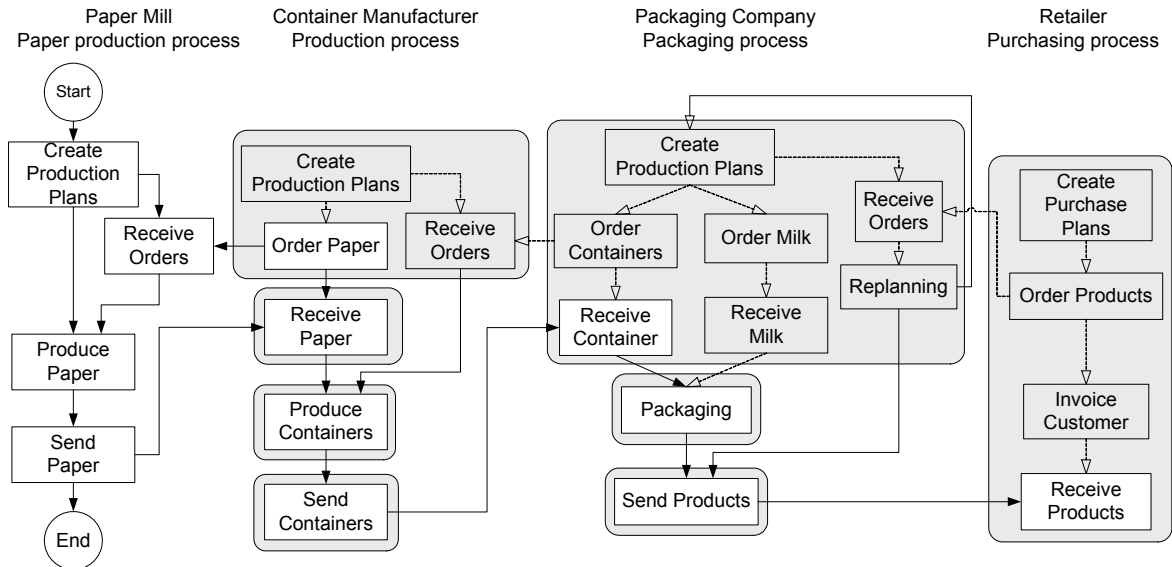 Paper Mill
Paper production process
Container Manufacturer
Production process
Packaging Company
Packaging process
Retailer
Purchasing process
Start
Create
Production
Plans
Receive
Orders
Produce
Paper
Send
Paper
End
Create
Production Plans
Order Paper
Receive
Orders
Receive
Paper
Produce
Containers
Send
Containers
Create
Production Plans
Order
Containers
Order Milk
Receive
Orders
Replanning
Receive
Container
Receive
Milk
Packaging
Send Products
Create
Purchase
Plans
Order Products
Invoice
Customer
Receive
Products